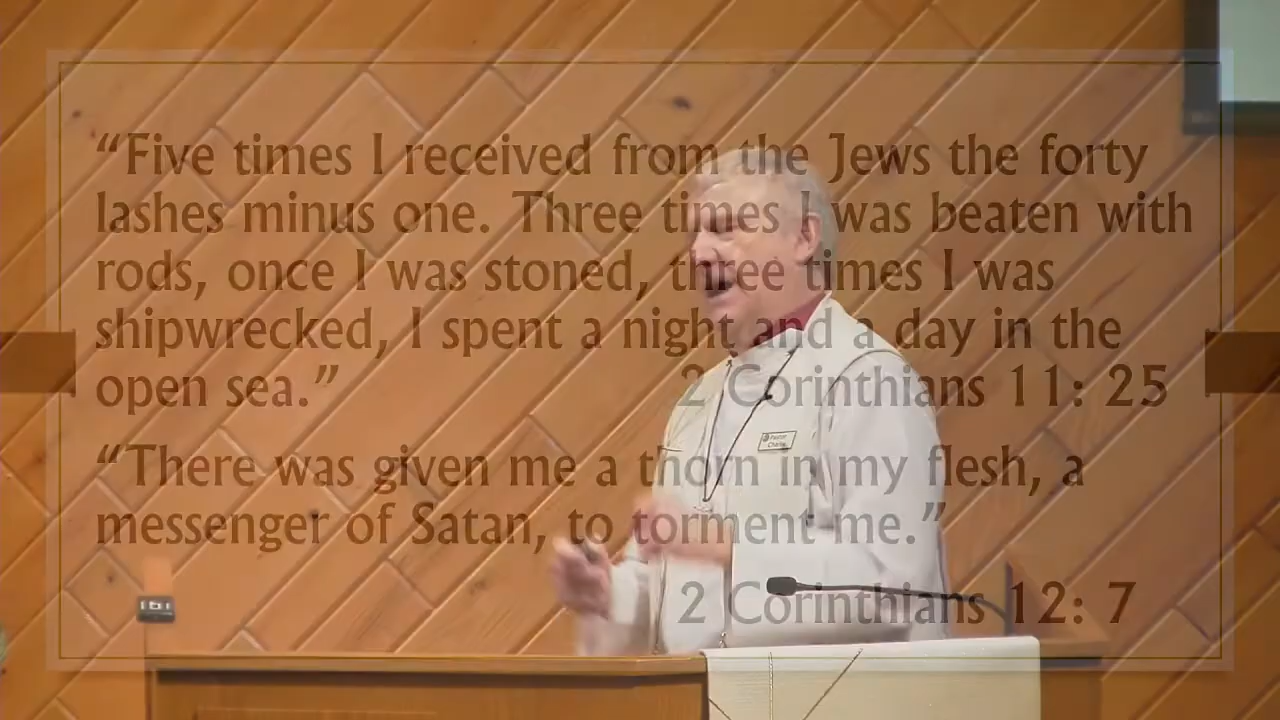 “Five times I received from the Jews the forty
lashes minus one. Three times I was beaten with
rods, once I was stoned, three times I was
shipwrecked, I spent a night and a day in the
open sea.” 2 Corinthians 11: 25
“There was given me a thorn in my flesh, a
messenger of Satan, to torment me.”
2 Corinthians 12: 7
Pastor
Charles